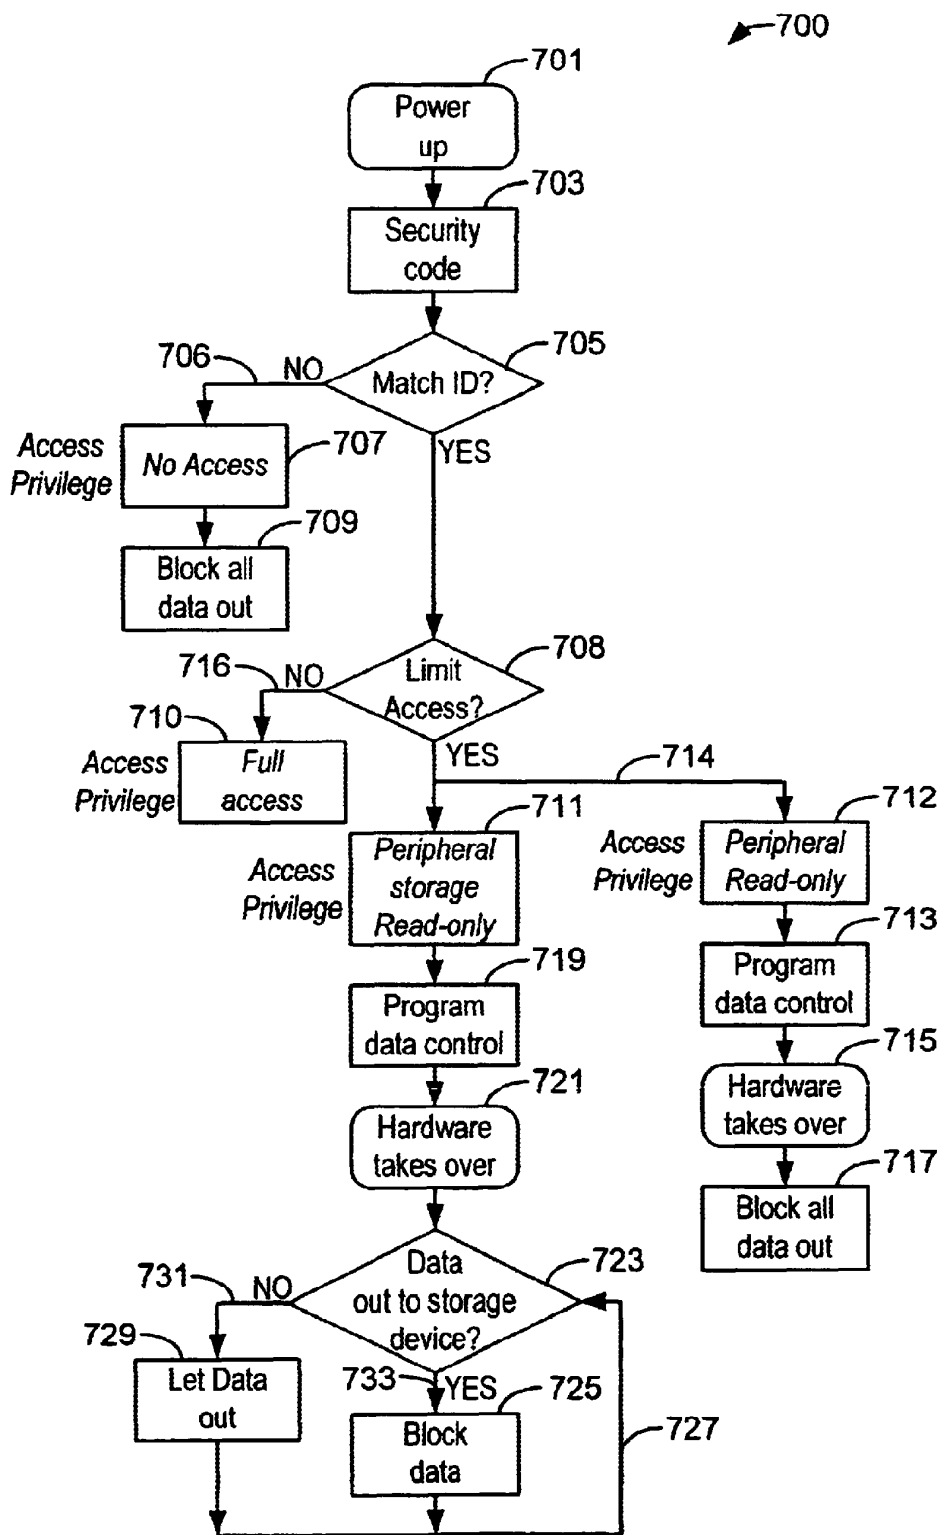 700
701
Power
up
703
Security
code
705
706
NO
Match ID?
YES
Access
Privilege
No Access
707
709
Block all
data out
708
716
NO
Limit
Access?
YES
710
Access
Privilege
Full
access
714
711
Access
Privilege
Peripheral
storage
Read-only
712
Access
Privilege
Peripheral
Read-only
719
Program
data control
713
Program
data control
721
Hardware
takes over
715
Hardware
takes over
717
Block all
data out
723
731
NO
Data
out to storage
device?
733
YES
729
Let Data
out
725
Block
data
727